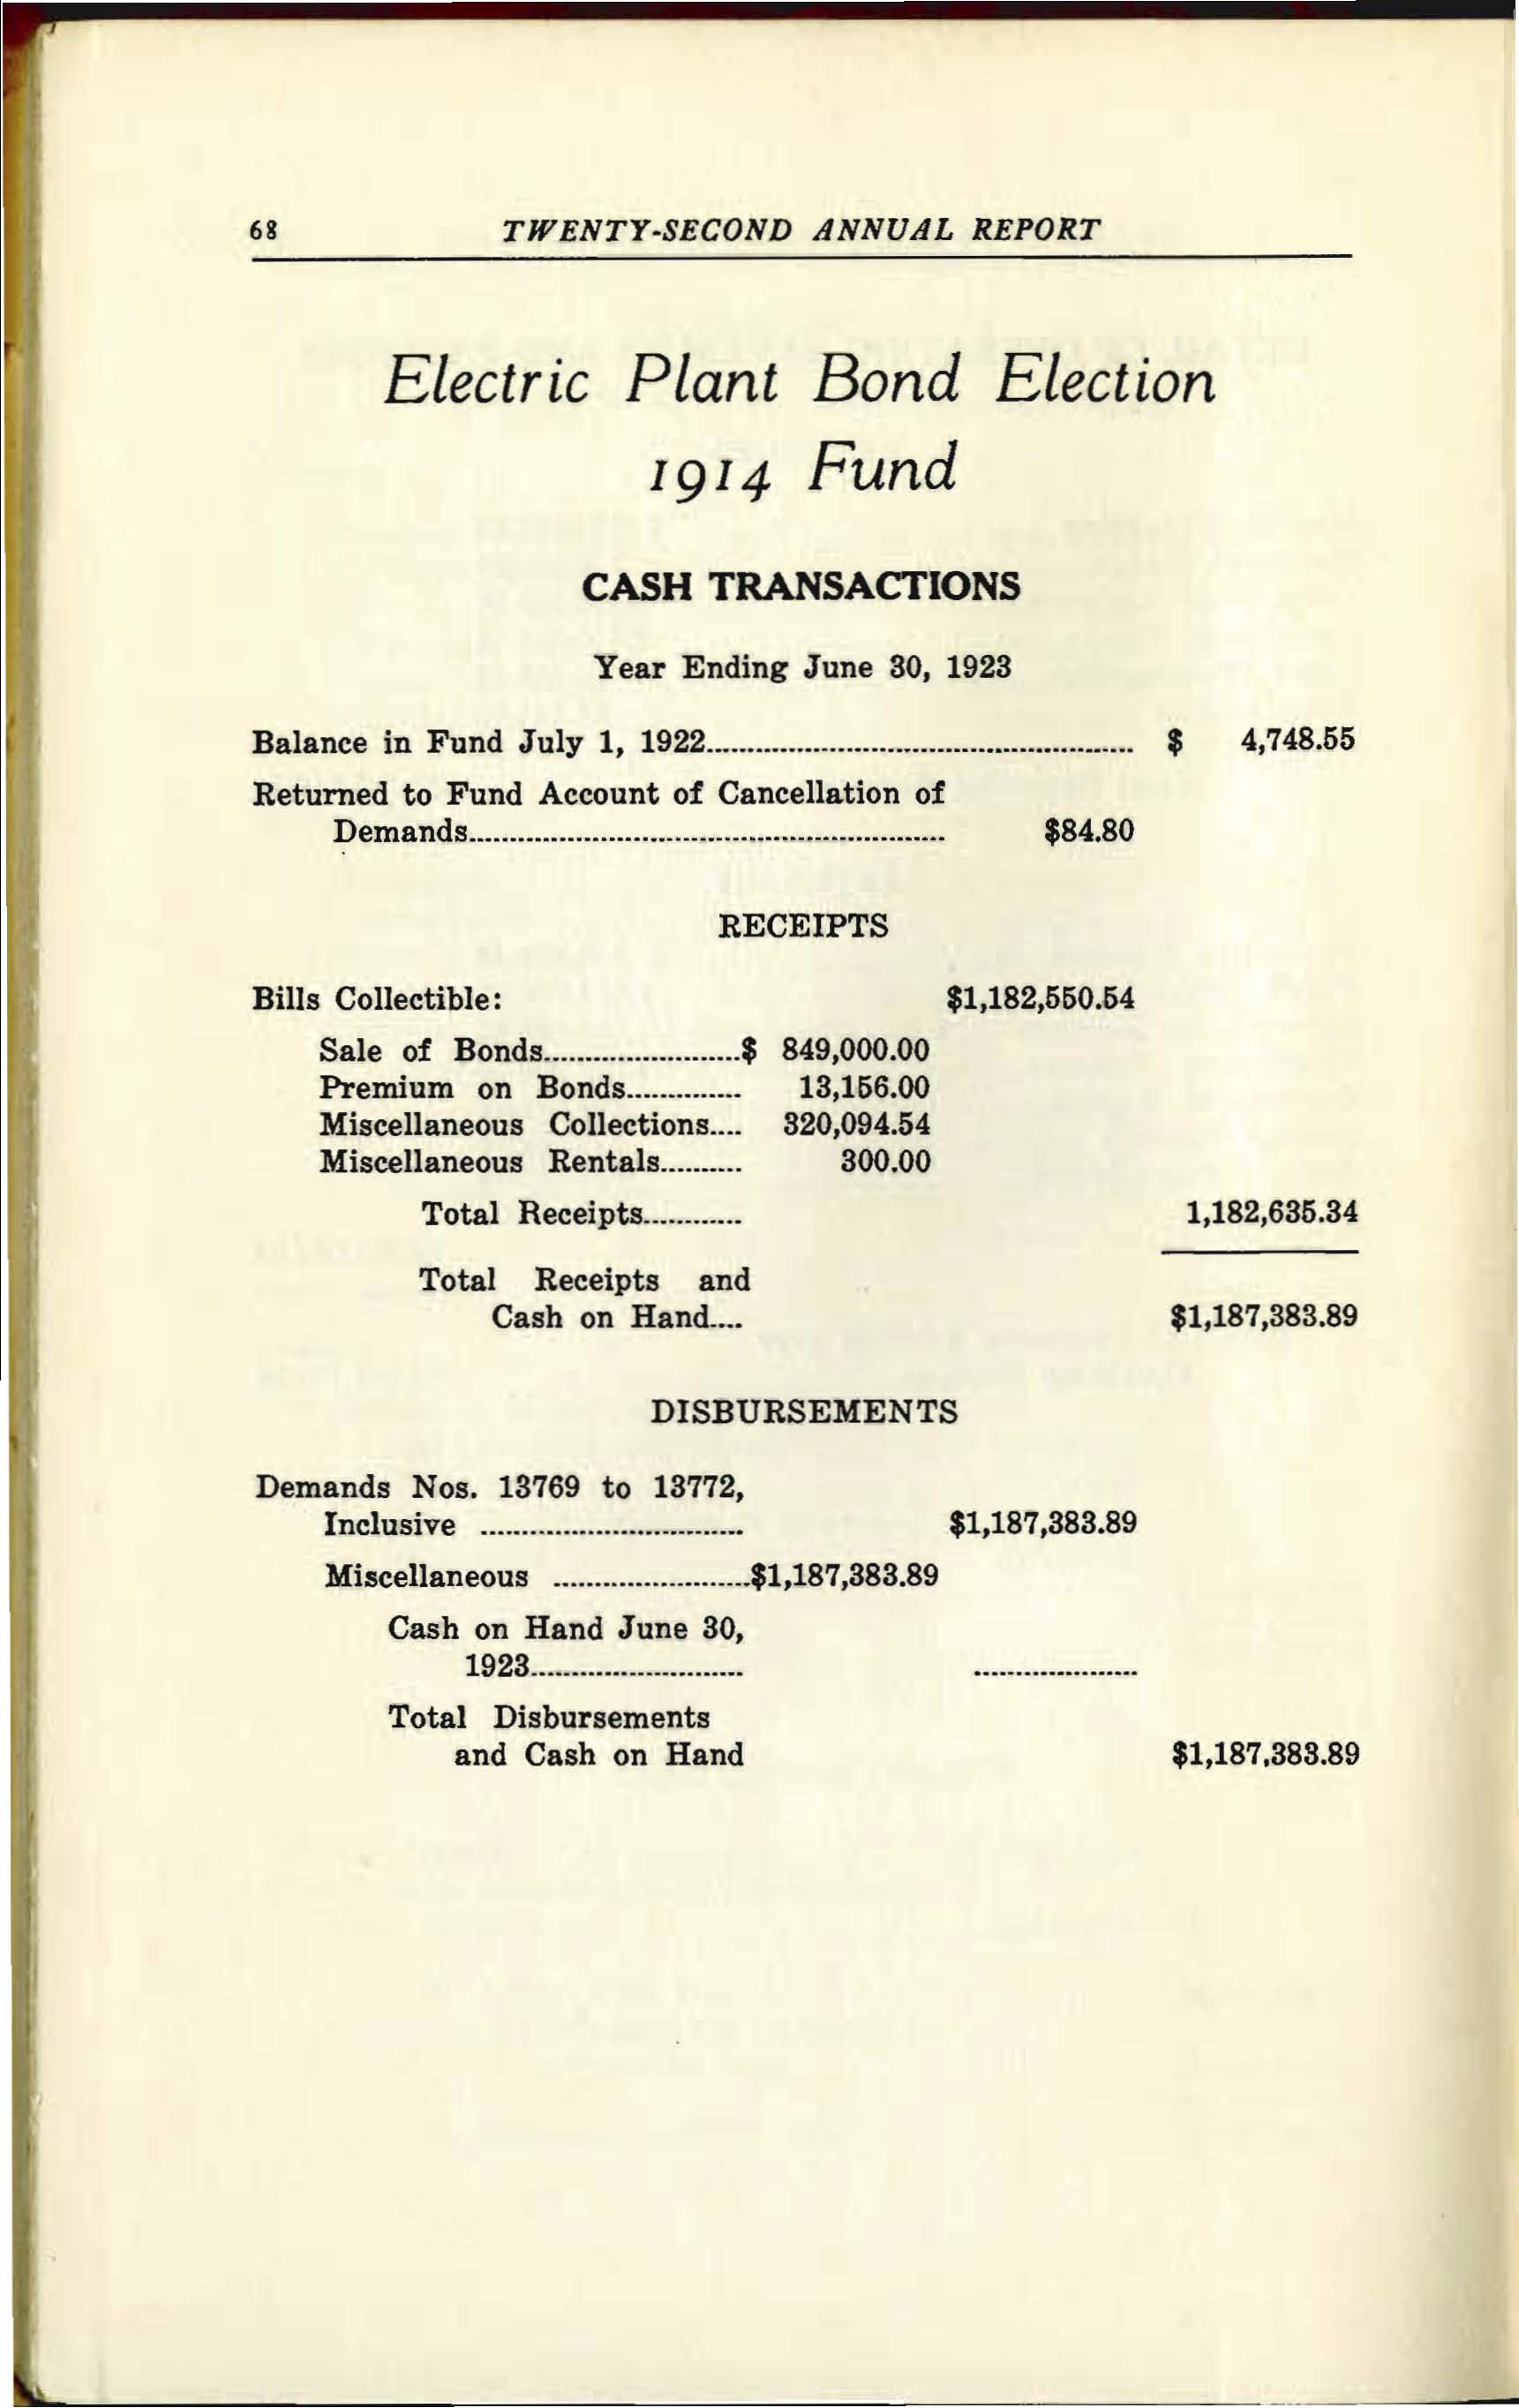 68 TWENTY-SECOND ANNUAL REPORT
Electric Plant Bond Election
1914 Fund
CASH TRANSACTIONS
Year Ending June 30, 1923
Balance in Fund July 1, 1922.................................................... $ 4,748.55
Returned to Fund Account of Cancellation of
Demands.......................................................... $84.80
RECEIPTS
Bills Collectible: $1,182,550.54
Sale of Bonds........................$ 849,000.00
Premium on Bonds.............. 13,156.00
Miscellaneous Collections.... 320,094.54
Miscellaneous Rentals.......... 300.00
Total Receipts............ 1,182,635.34
Total Receipts and
Cash on Hand.... $1,187,383.89
DISBURSEMENTS
Demands Nos. 13769 to 13772,
Inclusive ................................ $1,187,383.89
Miscellaneous ........................$1,187,383.89
Cash on Hand June 30,
1923.......................... ....................
Total Disbursements
and Cash on Hand $1,187,383.89